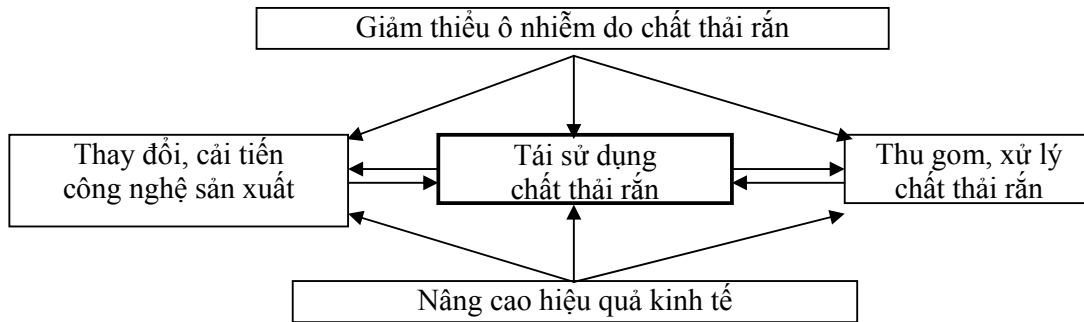 Giảm thiểu ô nhiễm do chất thải rắn
Thay đổi, cải tiến
công nghệ sản xuất
Tái sử dụng
chất thải rắn
Thu gom, xử lý
chất thải rắn
Nâng cao hiệu quả kinh tế